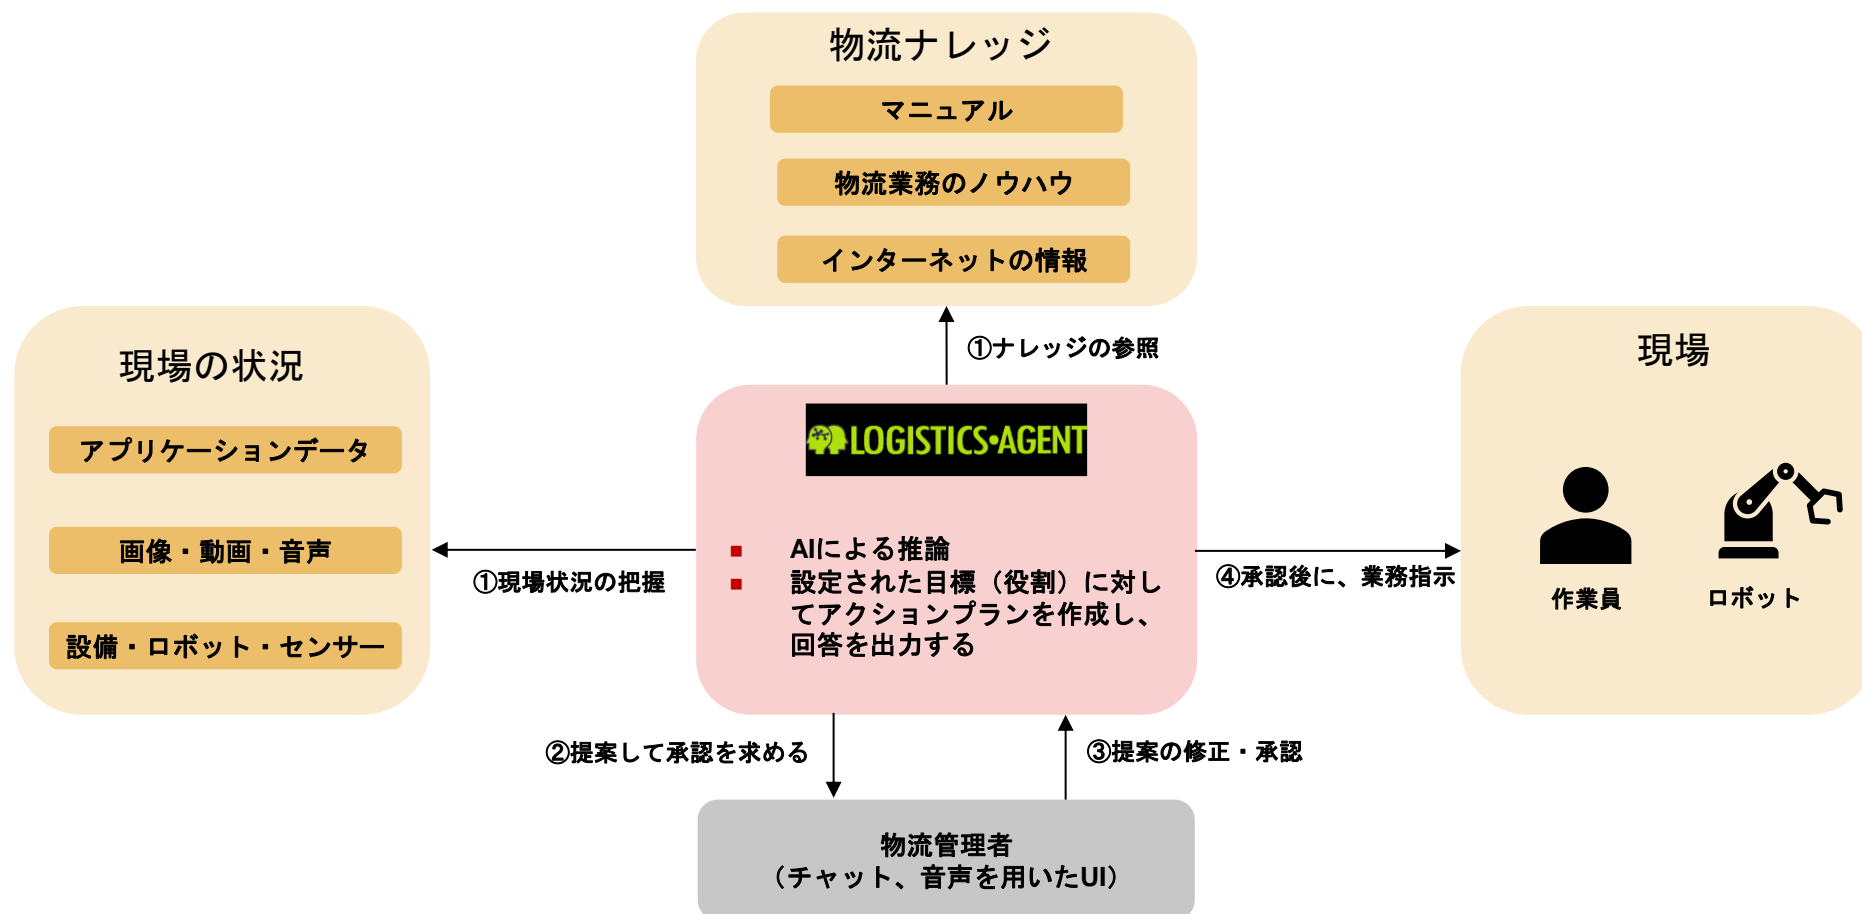 物流ナレッジ
マニュアル
物流業務のノウハウ
インターネットの情報
①ナレッジの参照
現場の状況
アプリケーションデータ
画像・動画・音声
設備・ロボット・センサー
①現場状況の把握
LOGISTICS•AGENT
■ AIによる推論
■ 設定された目標（役割）に対し
てアクションプランを作成し、
回答を出力する
④承認後に、業務指示
現場
作業員
ロボット
②提案して承認を求める
③提案の修正・承認
物流管理者
（チャット、音声を用いたUI）